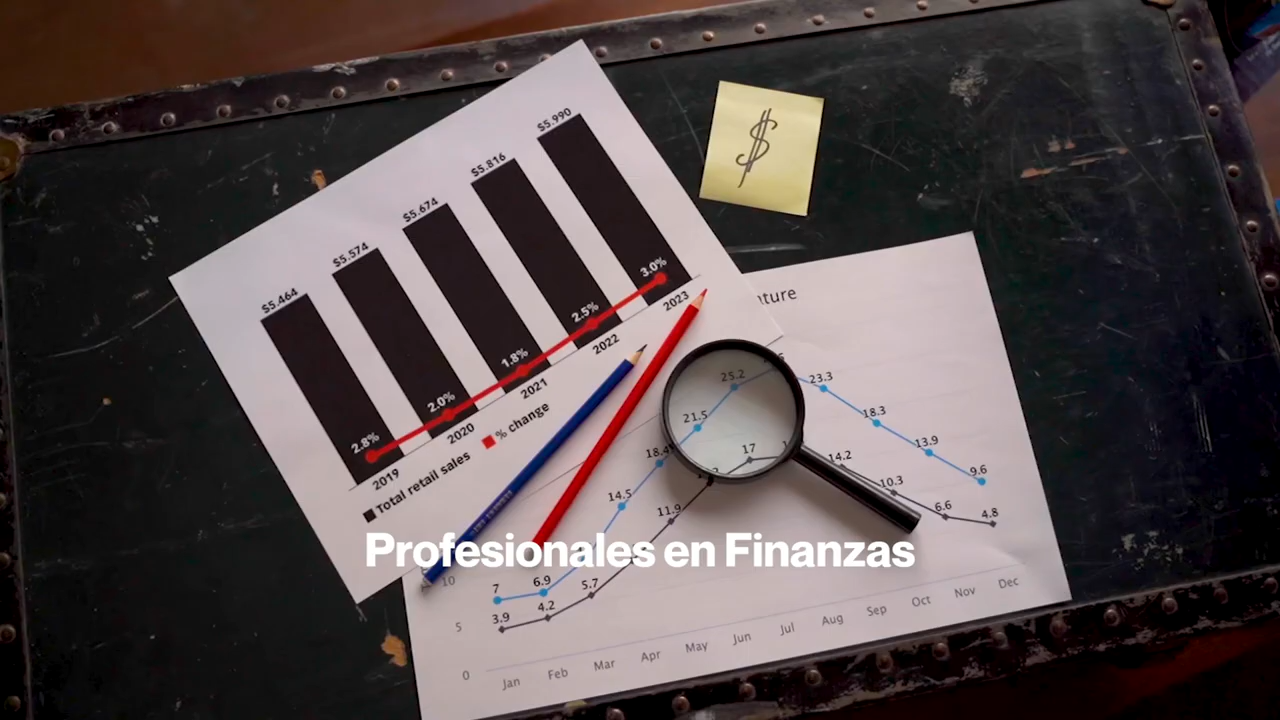 $5.464
$5.574
$5.674
$5.816
$5.990
2.8%
2.0%
1.8%
2.5%
3.0%
2019
2020
2021
2022
2023
Total retail sales
% change
$
25.2
23.3
21.5
18.3
18.4
17
14.2
13.9
14.5
11.9
10.3
9.6
6.6
4.8
7
6.9
5.7
4.2
3.9
10
5
0
Jan
Feb
Mar
Apr
May
Jun
Jul
Aug
Sep
Oct
Nov
Dec
Profesionales en Finanzas